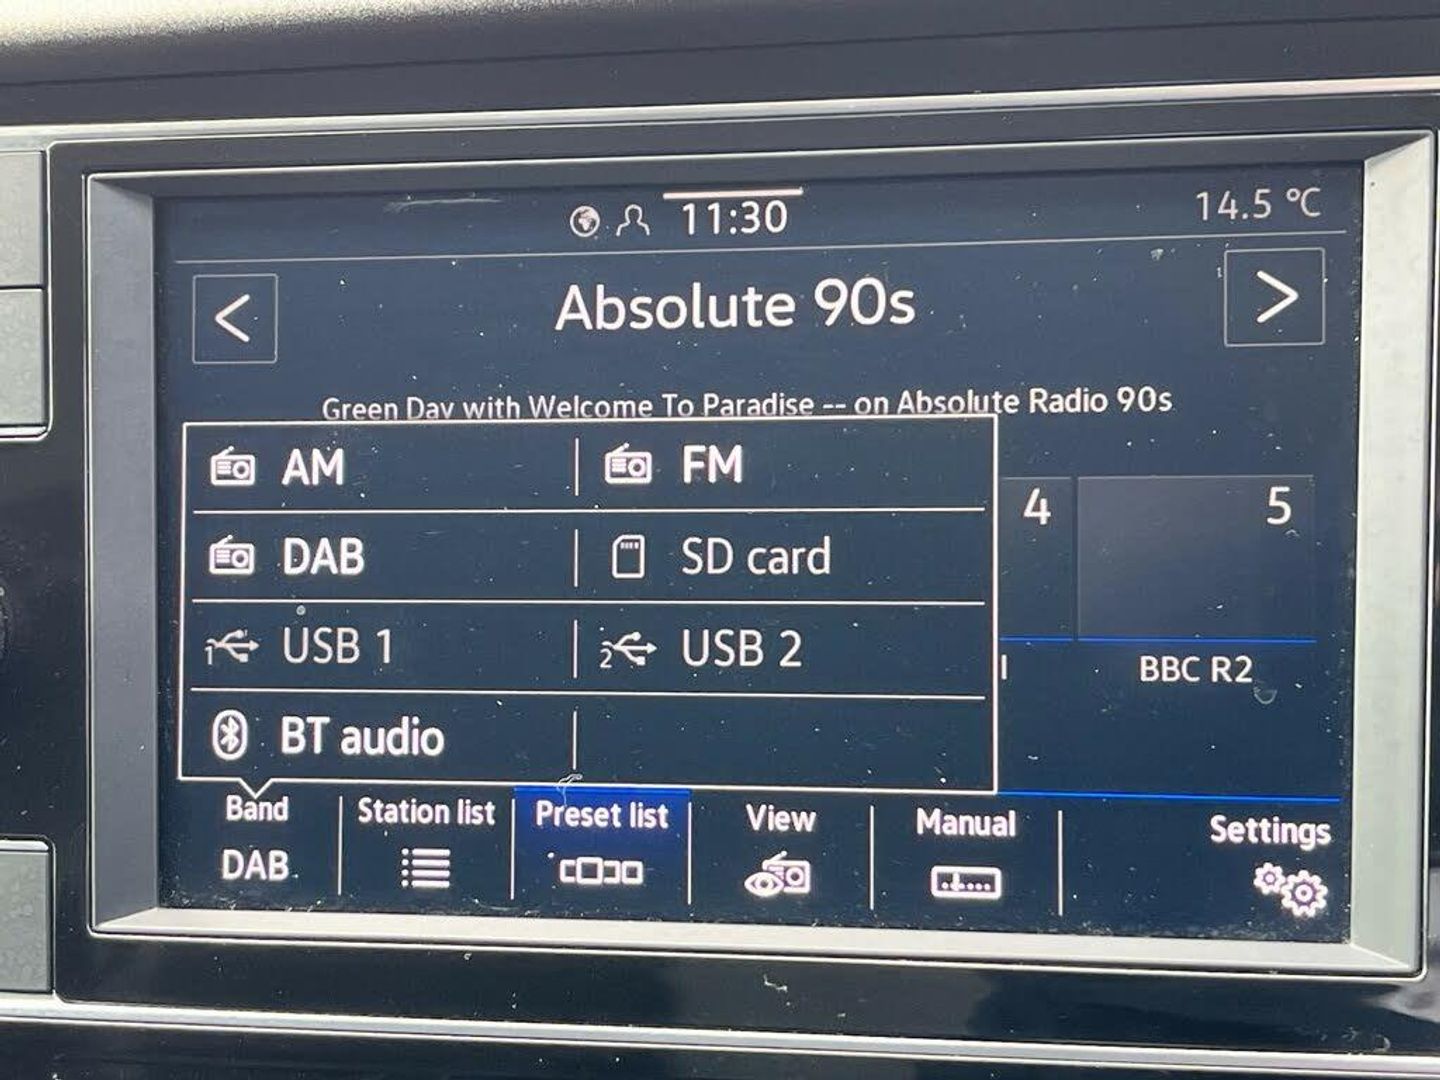 11:30
14.5 °C
<
Absolute 90s
>
Green Day with Welcome To Paradise -- on Absolute Radio 90s
AM
FM
4
5
DAB
SD card
1
USB 1
2
USB 2
BBC R2
BT audio
Band
Station list
Preset list
View
Manual
Settings
DAB